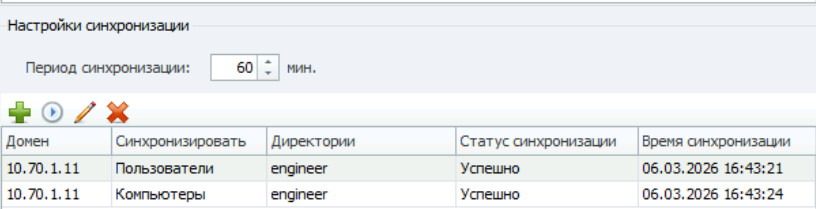 Настройки синхронизации
Период синхронизации: 60 мин.
Домен Синхронизировать Директории Статус синхронизации Время синхронизации
10.70.1.11 Пользователи engineer Успешно 06.03.2026 16:43:21
10.70.1.11 Компьютеры engineer Успешно 06.03.2026 16:43:24